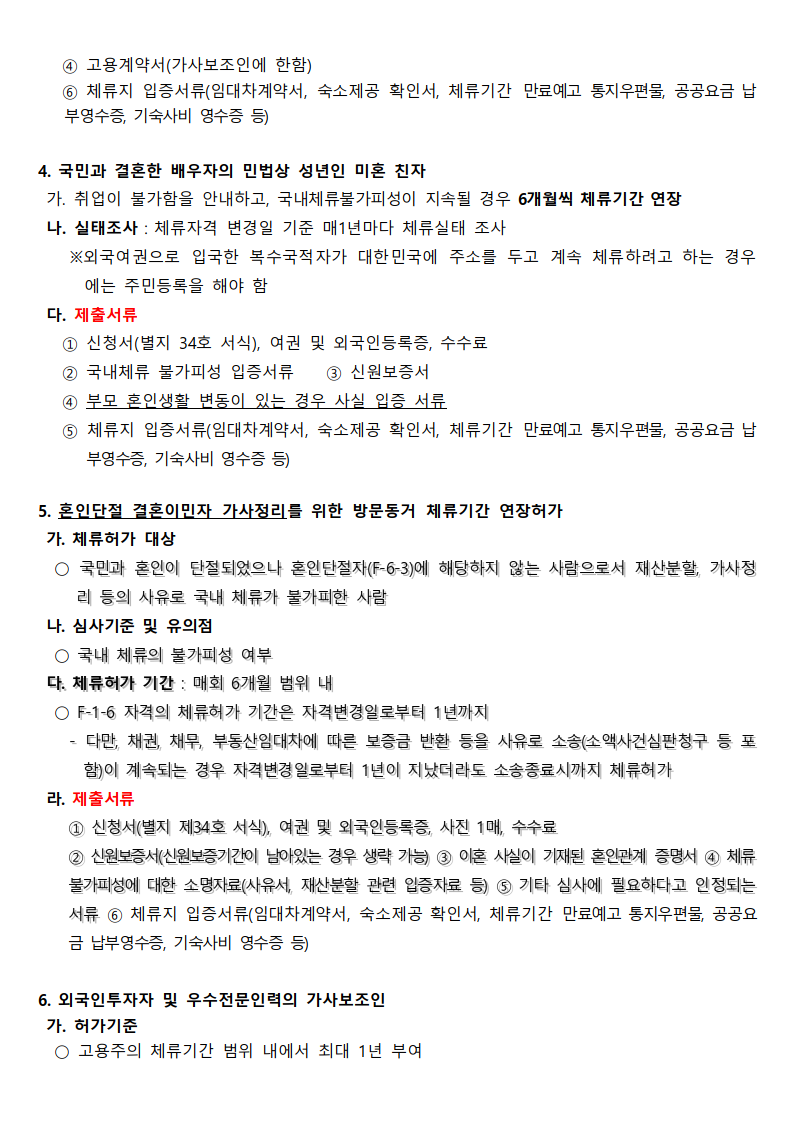 ④ 고용계약서(가사보조인에 한함)
⑥ 체류지 입증서류(임대차계약서, 숙소제공 확인서, 체류기간 만료예고 통지우편물, 공공요금 납
부영수증, 기숙사비 영수증 등)
4. 국민과 결혼한 배우자의 민법상 성년인 미혼 친자
가. 취업이 불가함을 안내하고, 국내체류불가피성이 지속될 경우 6개월씩 체류기간 연장
나. 실태조사 : 체류자격 변경일 기준 매1년마다 체류실태 조사
※외국여권으로 입국한 복수국적자가 대한민국에 주소를 두고 계속 체류하려고 하는 경우
에는 주민등록을 해야 함
다. 제출서류
① 신청서(별지 34호 서식), 여권 및 외국인등록증, 수수료
② 국내체류 불가피성 입증서류 ③ 신원보증서
④ 부모 혼인생활 변동이 있는 경우 사실 입증 서류
⑤ 체류지 입증서류(임대차계약서, 숙소제공 확인서, 체류기간 만료예고 통지우편물, 공공요금 납
부영수증, 기숙사비 영수증 등)
5. 혼인단절 결혼이민자 가사정리를 위한 방문동거 체류기간 연장허가
가. 체류허가 대상
○ 국민과 혼인이 단절되었으나 혼인단절자(F-6-3)에 해당하지 않는 사람으로서 재산분할, 가사정
리 등의 사유로 국내 체류가 불가피한 사람
나. 심사기준 및 유의점
○ 국내 체류의 불가피성 여부
다. 체류허가 기간 : 매회 6개월 범위 내
○ F-1-6 자격의 체류허가 기간은 자격변경일로부터 1년까지
- 다만, 채권, 채무, 부동산임대차에 따른 보증금 반환 등을 사유로 소송(소액사건심판청구 등 포
함)이 계속되는 경우 자격변경일로부터 1년이 지났더라도 소송종료시까지 체류허가
라. 제출서류
① 신청서(별지 제34호 서식), 여권 및 외국인등록증, 사진 1매, 수수료
② 신원보증서(신원보증기간이 남아있는 경우 생략 가능) ③ 이혼 사실이 기재된 혼인관계 증명서 ④ 체류
불가피성에 대한 소명자료(사유서, 재산분할 관련 입증자료 등) ⑤ 기타 심사에 필요하다고 인정되는
서류 ⑥ 체류지 입증서류(임대차계약서, 숙소제공 확인서, 체류기간 만료예고 통지우편물, 공공요
금 납부영수증, 기숙사비 영수증 등)
6. 외국인투자자 및 우수전문인력의 가사보조인
가. 허가기준
○ 고용주의 체류기간 범위 내에서 최대 1년 부여